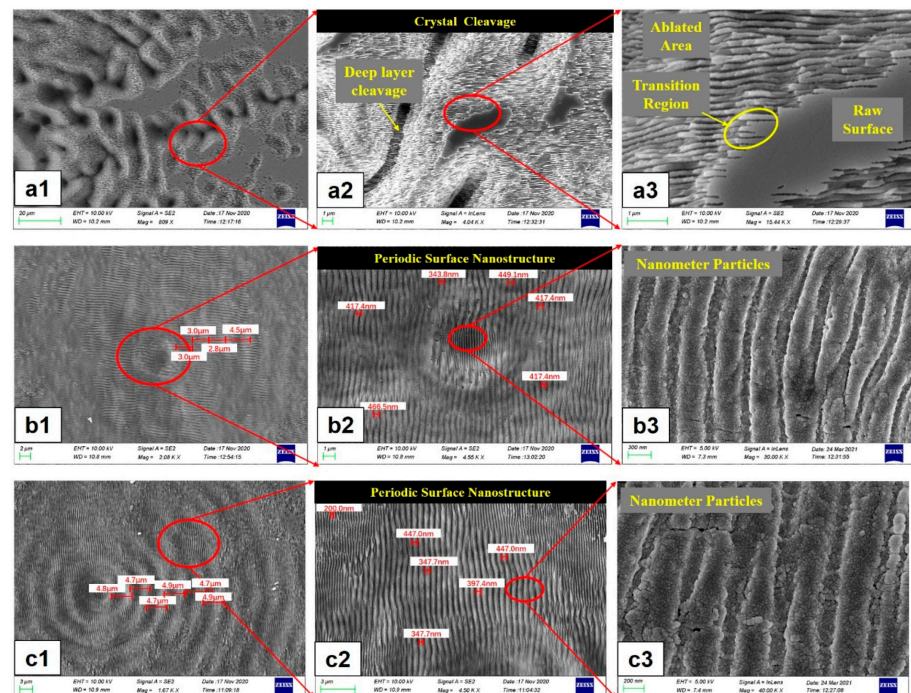 Crystal Cleavage
Deep layer
cleavage
Ablated
Area
Transition
Region
Raw
Surface
a1
20 µm
EHT = 10.00 kV
Signal A = SE2
Date :17 Nov 2020
WD = 10.2 mm
Mag = 809 X
Time :12:17:16
ZEISS
a2
1 µm
EHT = 10.00 kV
Signal A = InLens
Date :17 Nov 2020
WD = 10.2 mm
Mag = 4.04 K X
Time :12:32:31
ZEISS
a3
1 µm
EHT = 10.00 kV
Signal A = SE2
Date :17 Nov 2020
WD = 10.2 mm
Mag = 15.44 K X
Time :12:29:37
ZEISS
3.0µm
4.5µm
2.8µm
3.0µm
b1
2 µm
EHT = 10.00 kV
Signal A = SE2
Date :17 Nov 2020
WD = 10.8 mm
Mag = 3.08 K X
Time :12:54:15
ZEISS
Periodic Surface Nanostructure
343.8nm
449.1nm
417.4nm
417.4nm
417.4nm
466.5nm
b2
1 µm
EHT = 10.00 kV
Signal A = SE2
Date :17 Nov 2020
WD = 10.8 mm
Mag = 4.55 K X
Time :13:02:20
ZEISS
Nanometer Particles
b3
300 nm
EHT = 5.00 kV
Signal A = InLens
Date :24 Mar 2021
WD = 7.3 mm
Mag = 30.00 K X
Time :12:31:55
ZEISS
4.7µm
4.9µm
4.7µm
4.8µm
4.7µm
4.9µm
c1
3 µm
EHT = 10.00 kV
Signal A = SE2
Date :17 Nov 2020
WD = 10.9 mm
Mag = 1.67 K X
Time :11:09:18
ZEISS
Periodic Surface Nanostructure
200.0nm
447.0nm
447.0nm
347.7nm
397.4nm
347.7nm
c2
3 µm
EHT = 10.00 kV
Signal A = SE2
Date :17 Nov 2020
WD = 10.9 mm
Mag = 4.50 K X
Time :11:04:32
ZEISS
Nanometer Particles
c3
200 nm
EHT = 5.00 kV
Signal A = InLens
Date :24 Mar 2021
WD = 7.4 mm
Mag = 40.00 K X
Time :12:27:08
ZEISS